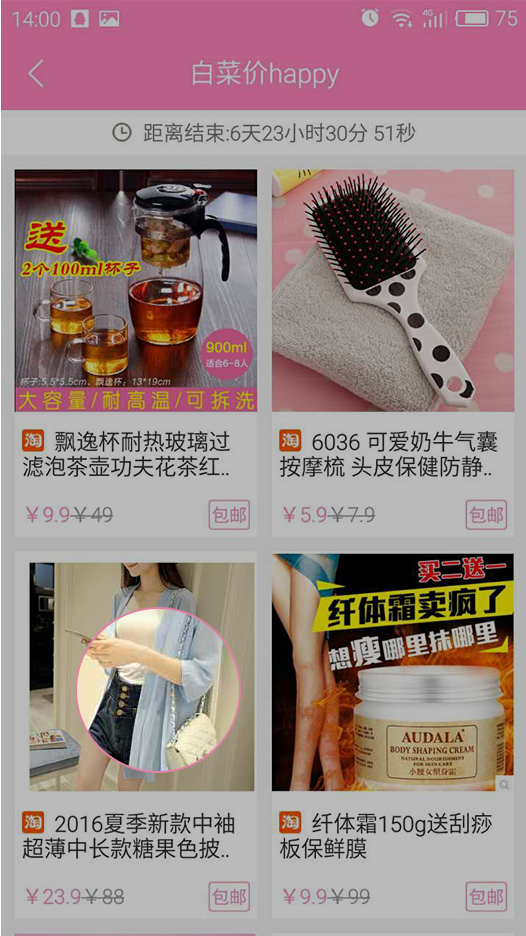 14:00
4G
75
白菜价happy
距离结束:6天23小时30分 51秒
送
2个100ml杯子
900ml
适合6-8人
杯子:5.5*5.5cm、飘逸杯：13*19cm
大容量/耐高温/可拆洗
淘 飘逸杯耐热玻璃过
滤泡茶壶功夫花茶红..
￥9.9￥49
包邮
淘 6036 可爱奶牛气囊
按摩梳 头皮保健防静..
￥5.9￥7.9
包邮
淘 2016夏季新款中袖
超薄中长款糖果色披..
￥23.9￥88
包邮
买二送一
纤体霜卖疯了
想瘦哪里抹哪里
AUDALA
BODY SHAPING CREAM
NATURAL NOURISHMENT
FOR SKIN CARE
小腰女塑身霜
淘 纤体霜150g送刮痧
板保鲜膜
￥9.9￥99
包邮